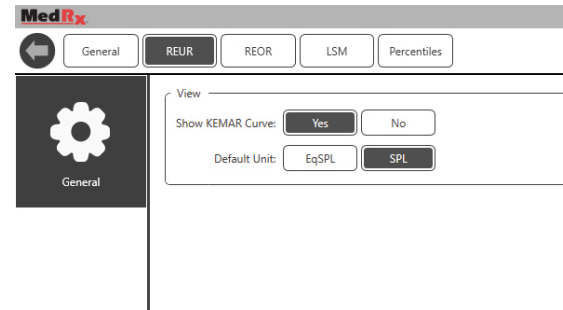 MedRx
General REUR REOR LSM Percentiles
View
Show KEMAR Curve: Yes No
Default Unit: EqSPL SPL
General